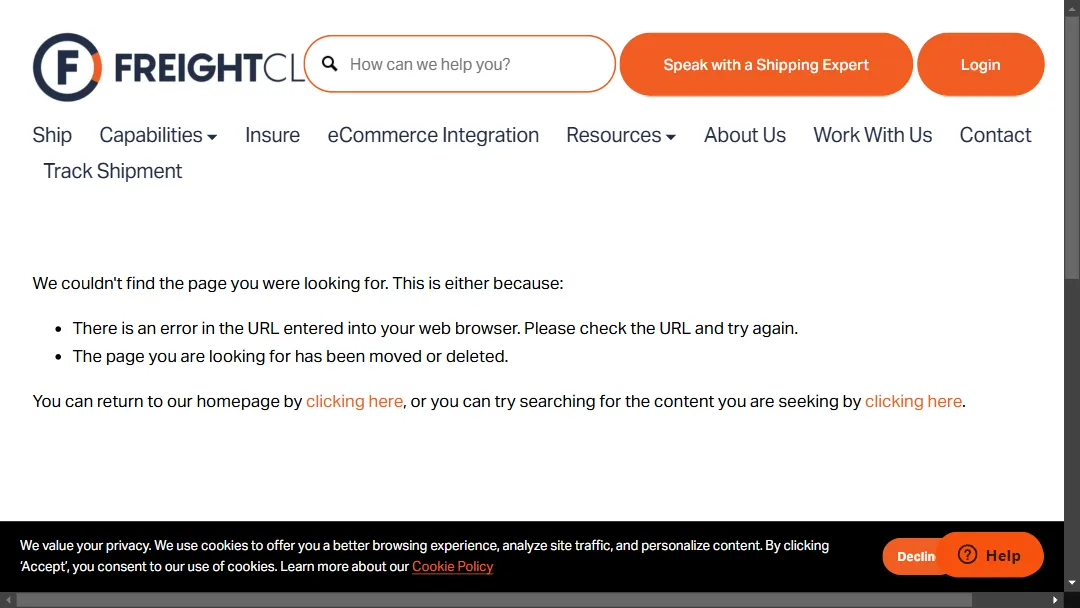 F FREIGHTCL
How can we help you?
Speak with a Shipping Expert
Login
Ship Capabilities Insure eCommerce Integration Resources About Us Work With Us Contact
Track Shipment
We couldn't find the page you were looking for. This is either because:
• There is an error in the URL entered into your web browser. Please check the URL and try again.
• The page you are looking for has been moved or deleted.
You can return to our homepage by clicking here, or you can try searching for the content you are seeking by clicking here.
We value your privacy. We use cookies to offer you a better browsing experience, analyze site traffic, and personalize content. By clicking
'Accept', you consent to our use of cookies. Learn more about our Cookie Policy
Declin
? Help